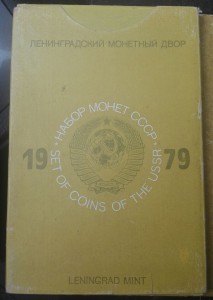 ЛЕНИНГРАДСКИЙ МОНЕТНЫЙ ДВОР
• НАБОР МОНЕТ СССР •
19 79
SET OF COINS OF THE USSR
LENINGRAD MINT